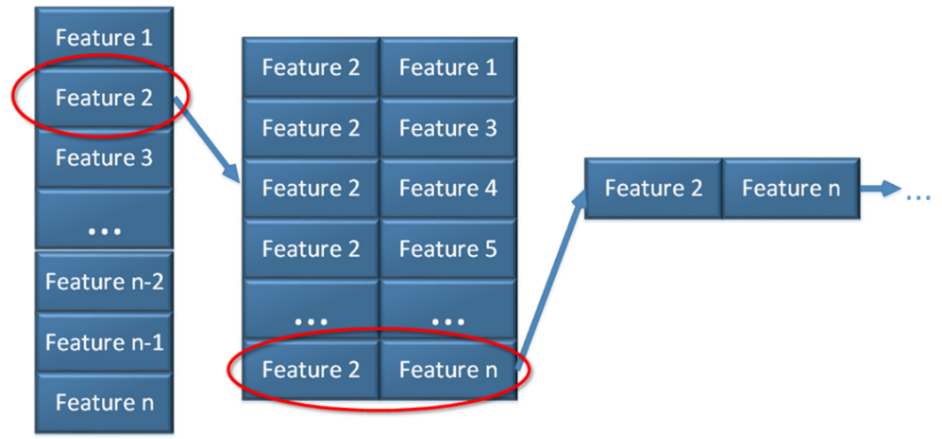 Feature 1
Feature 2
Feature 3
...
Feature n-2
Feature n-1
Feature n
Feature 2 Feature 1
Feature 2 Feature 3
Feature 2 Feature 4
Feature 2 Feature 5
... ...
Feature 2 Feature n
Feature 2 Feature n ...